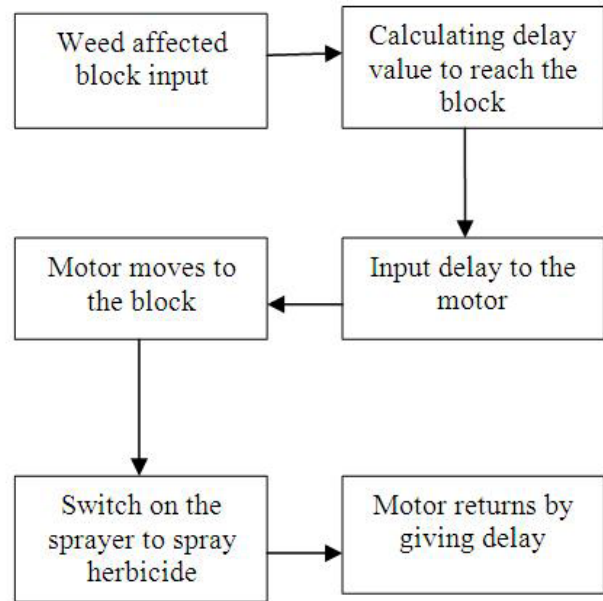 Weed affected
block input
Calculating delay
value to reach the
block
Input delay to the
motor
Motor moves to
the block
Switch on the
sprayer to spray
herbicide
Motor returns by
giving delay